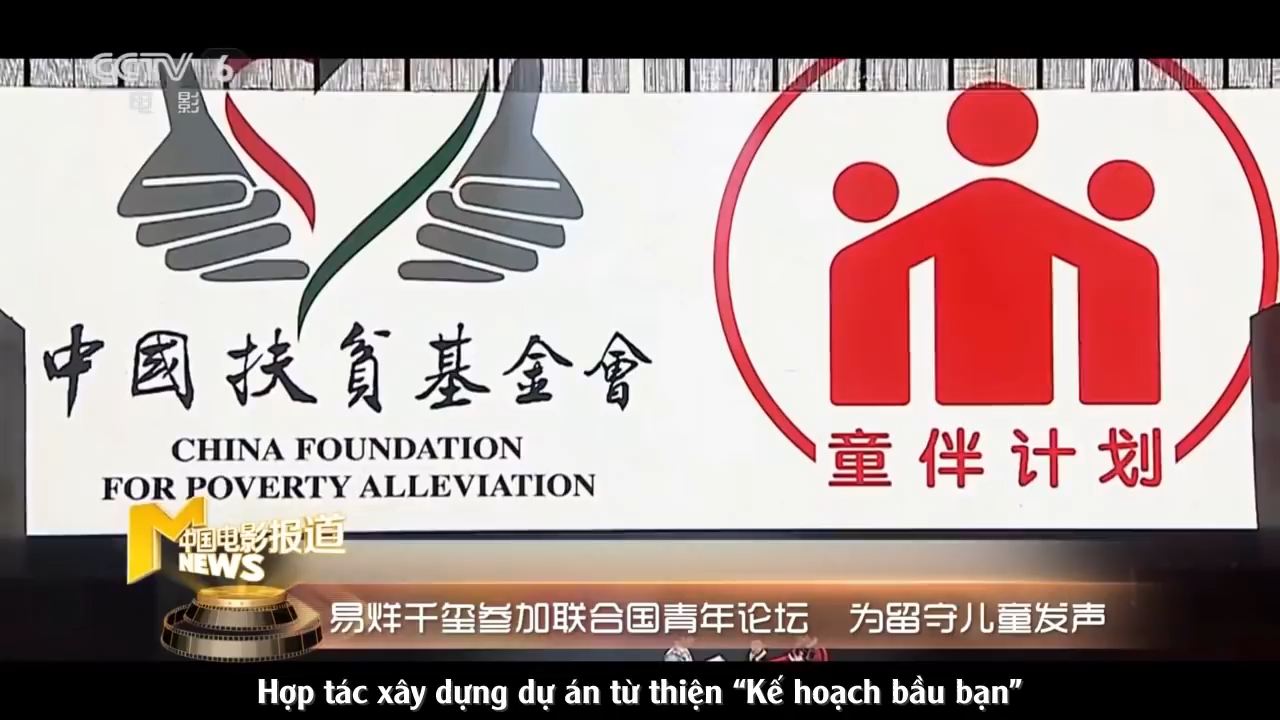 CCTV 6
电影
中國扶貧基金會
CHINA FOUNDATION
FOR POVERTY ALLEVIATION
童伴计划
M
中国电影报道
NEWS
易烊千玺参加联合国青年论坛 为留守儿童发声
Hợp tác xây dựng dự án từ thiện “Kế hoạch bầu bạn”